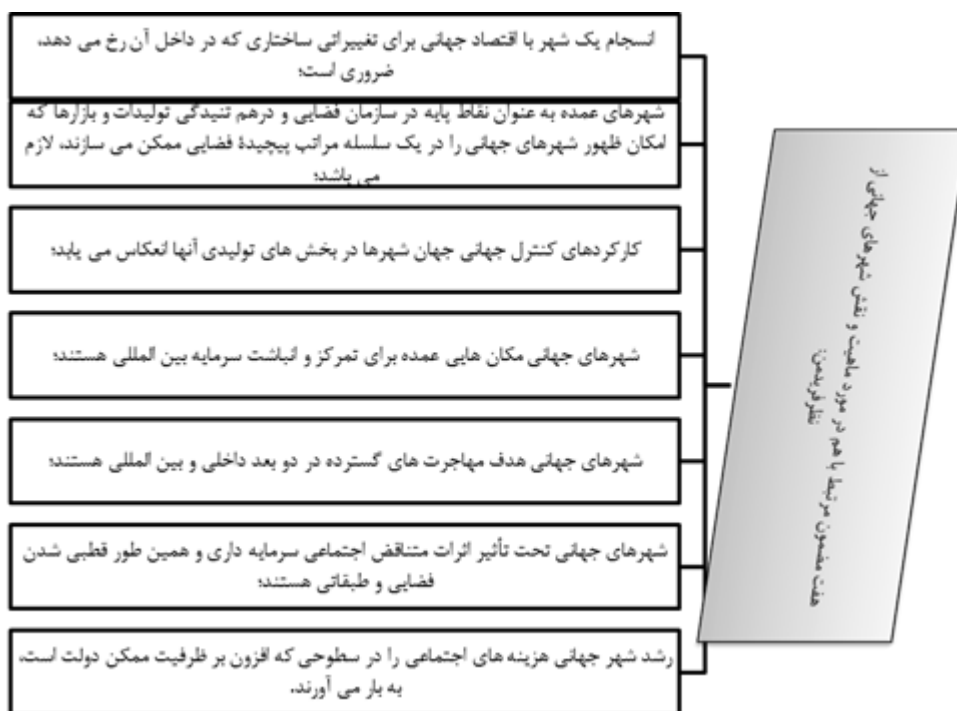 هفت مضمون مرتبط با هم در مورد ماهیت و نقش شهرهای جهانی از
نظرفریدمن:
انسجام یک شهر با اقتصاد جهانی برای تغییراتی ساختاری که در داخل آن رخ می دهد،
ضروری است؛
شهرهای عمده به عنوان نقاط پایه در سازمان فضایی و درهم تنیدگی تولیدات و بازارها که
امکان ظهور شهرهای جهانی را در یک سلسله مراتب پیچیدهٔ فضایی ممکن می سازند، لازم
می باشد؛
کارکردهای کنترل جهانی جهان شهرها در بخش های تولیدی آنها انعکاس می یابد؛
شهرهای جهانی مکان هایی عمده برای تمرکز و انباشت سرمایه بین المللی هستند؛
شهرهای جهانی هدف مهاجرت های گسترده در دو بعد داخلی و بین المللی هستند؛
شهرهای جهانی تحت تأثیر اثرات متناقض اجتماعی سرمایه داری و همین طور قطبی شدن
فضایی و طبقاتی هستند؛
رشد شهر جهانی هزینه های اجتماعی را در سطوحی که افزون بر ظرفیت ممکن دولت است،
به بار می آورند.